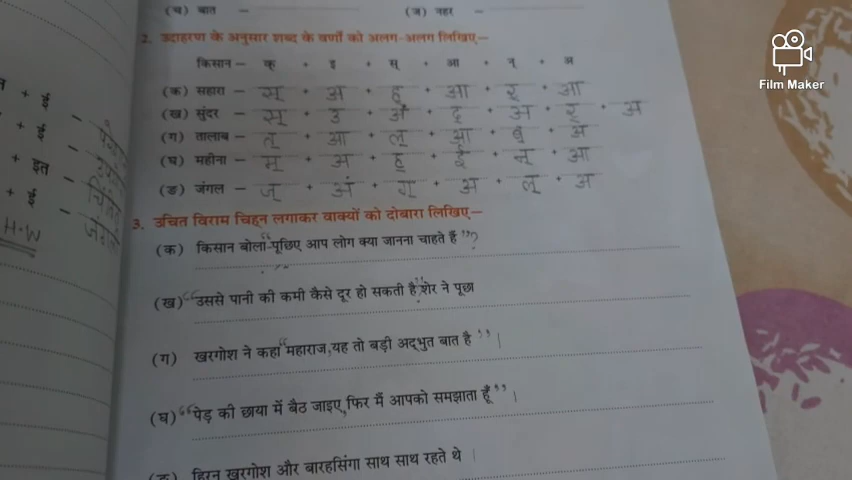 (च) बात – (ज) नहर –
2. उदाहरण के अनुसार शब्द के वर्णों को अलग-अलग लिखिए–
किसान – क् + इ + स् + आ + न् + अ
(क) सहारा – स् + अ + ह् + आ + र् + आ
(ख) सुंदर – स् + उ + अं + द् + अ + र् + अ
(ग) तालाब – त् + आ + ल् + आ + ब् + अ
(घ) महीना – म् + अ + ह् + ई + न् + आ
(ङ) जंगल – ज् + अं + ग् + अ + ल् + अ
3. उचित विराम चिह्न लगाकर वाक्यों को दोबारा लिखिए–
(क) किसान बोला-पूछिए आप लोग क्या जानना चाहते हैं”?
(ख) “उससे पानी की कमी कैसे दूर हो सकती है”शेर ने पूछा
(ग) खरगोश ने कहा“महाराज,यह तो बड़ी अद्भुत बात है”।
(घ) “पेड़ की छाया में बैठ जाइए,फिर मैं आपको समझाता हूँ”।
(ङ) हिरन खरगोश और बारहसिंगा साथ साथ रहते थे ।
+ ई –
+ ई –
+ इत –
+ ई –
H.W
Film Maker